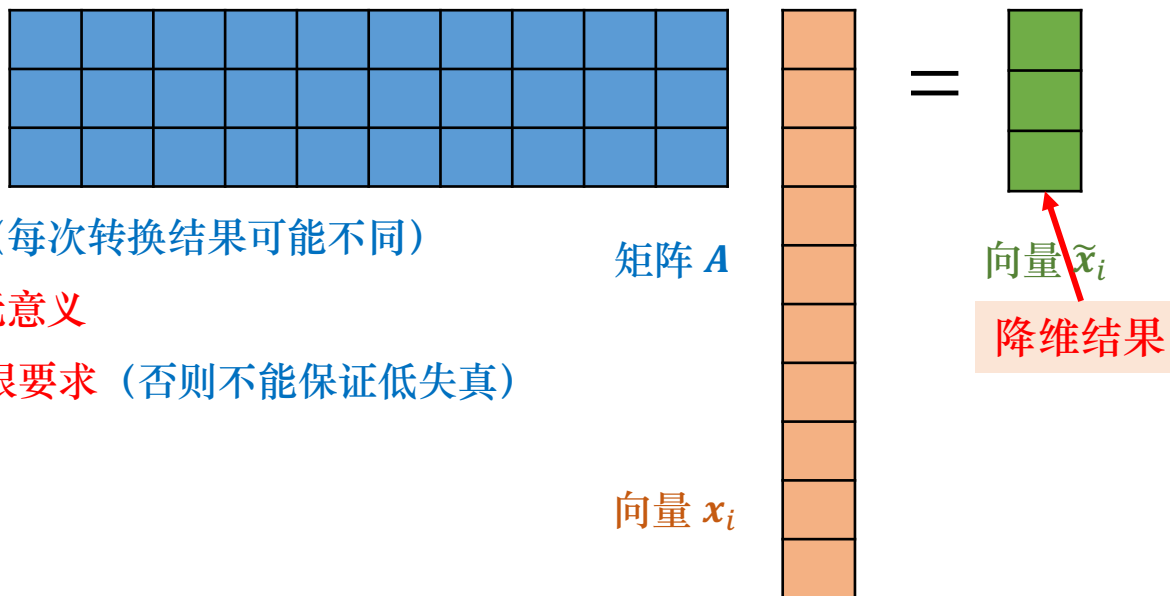 =
（每次转换结果可能不同）
矩阵 A
向量 x̃ᵢ
意义
降维结果
要求（否则不能保证低失真）
向量 xᵢ